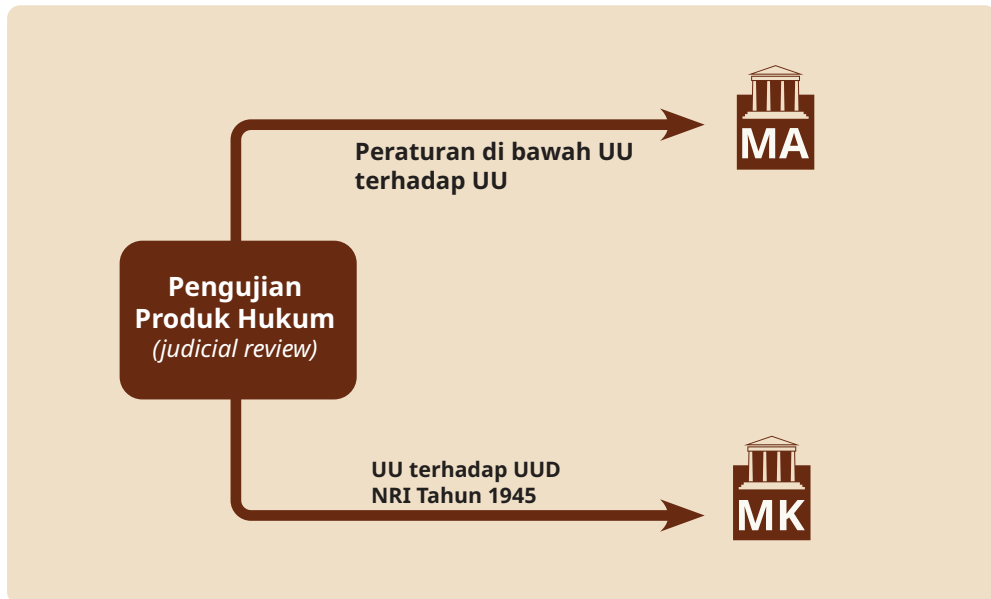 MA
Peraturan di bawah UU
terhadap UU
Pengujian
Produk Hukum
(judicial review)
UU terhadap UUD
NRI Tahun 1945
MK